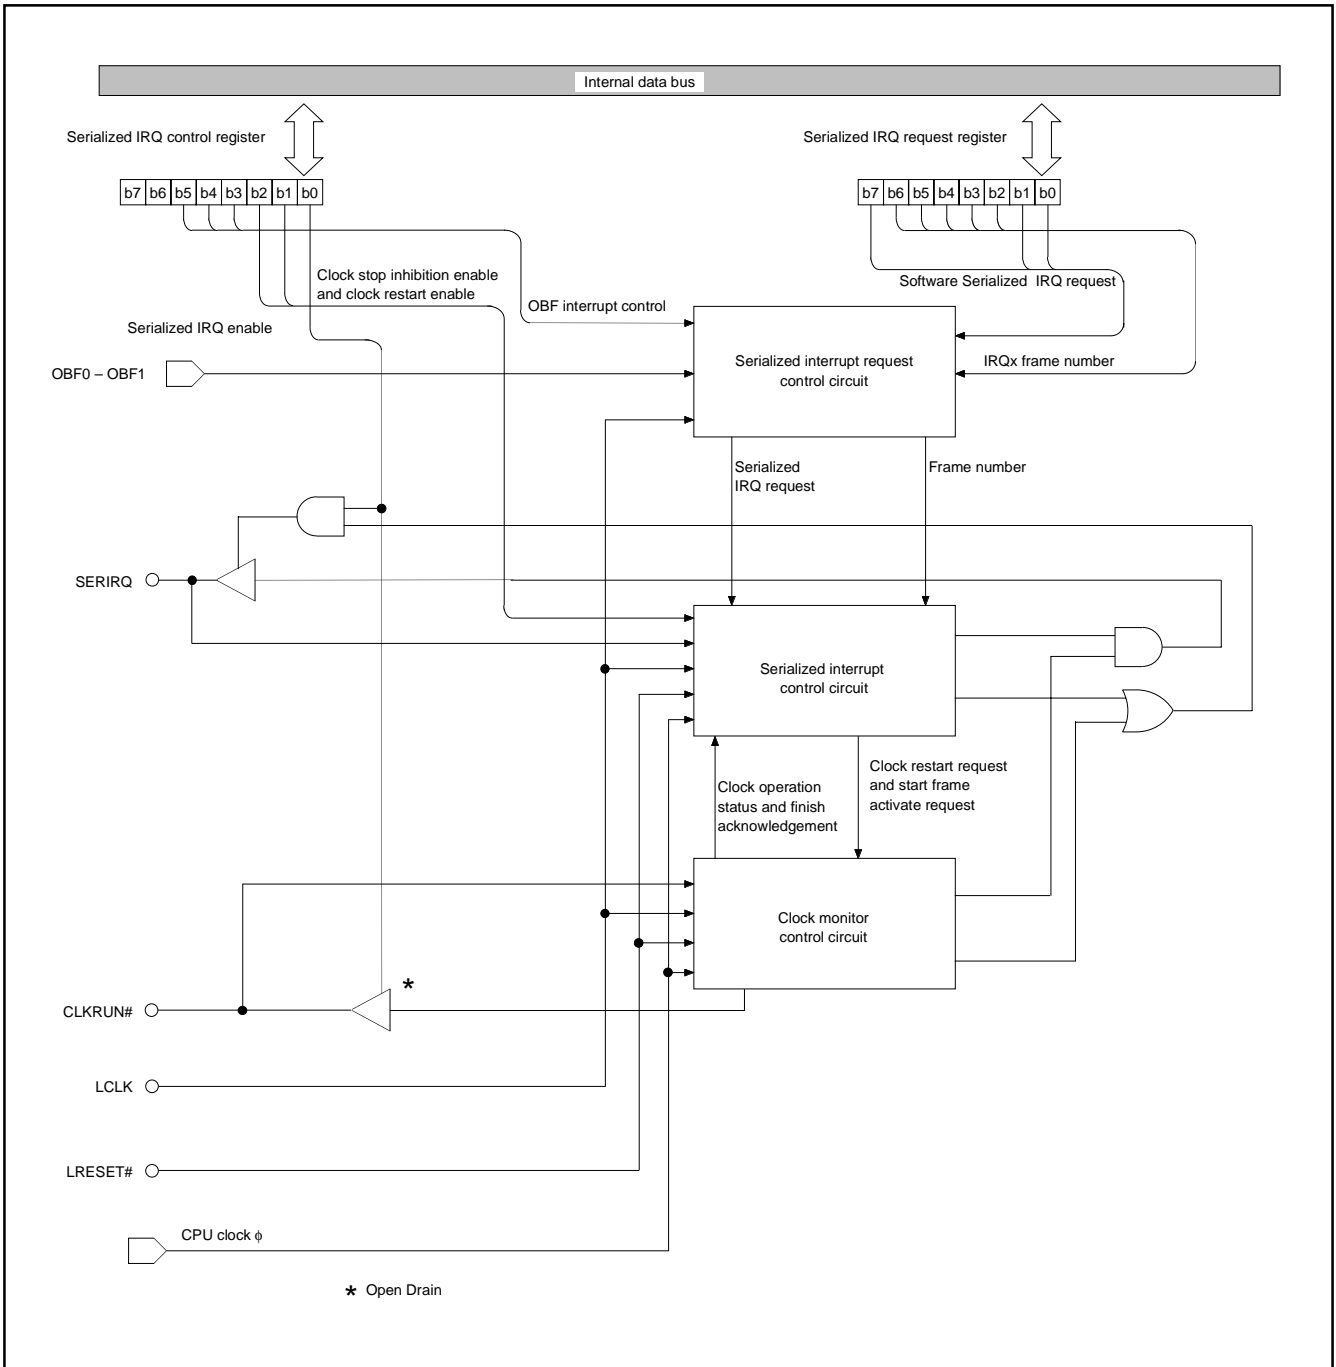 Internal data bus
Serialized IRQ control register
Serialized IRQ request register
b7 b6 b5 b4 b3 b2 b1 b0
b7 b6 b5 b4 b3 b2 b1 b0
Clock stop inhibition enable
and clock restart enable
Software Serialized IRQ request
OBF interrupt control
Serialized IRQ enable
OBF0 – OBF1
Serialized interrupt request
control circuit
IRQx frame number
Serialized
IRQ request
Frame number
SERIRQ
Serialized interrupt
control circuit
Clock operation
status and finish
acknowledgement
Clock restart request
and start frame
activate request
Clock monitor
control circuit
*
CLKRUN#
LCLK
LRESET#
CPU clock ϕ
* Open Drain